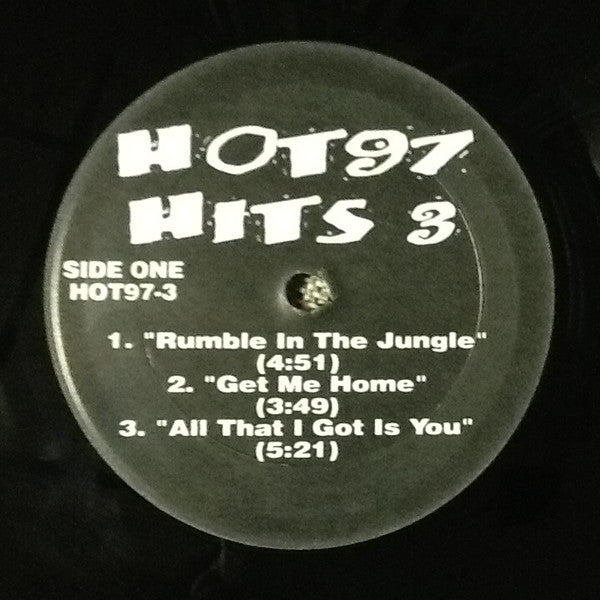 HOT97
HITS 3
SIDE ONE
HOT97-3
1. "Rumble In The Jungle"
(4:51)
2. "Get Me Home"
(3:49)
3. "All That I Got Is You"
(5:21)